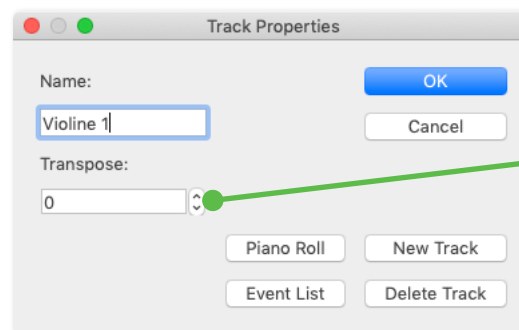 Track Properties
Name:
OK
Violine 1
Cancel
Transpose:
0
Piano Roll
New Track
Event List
Delete Track